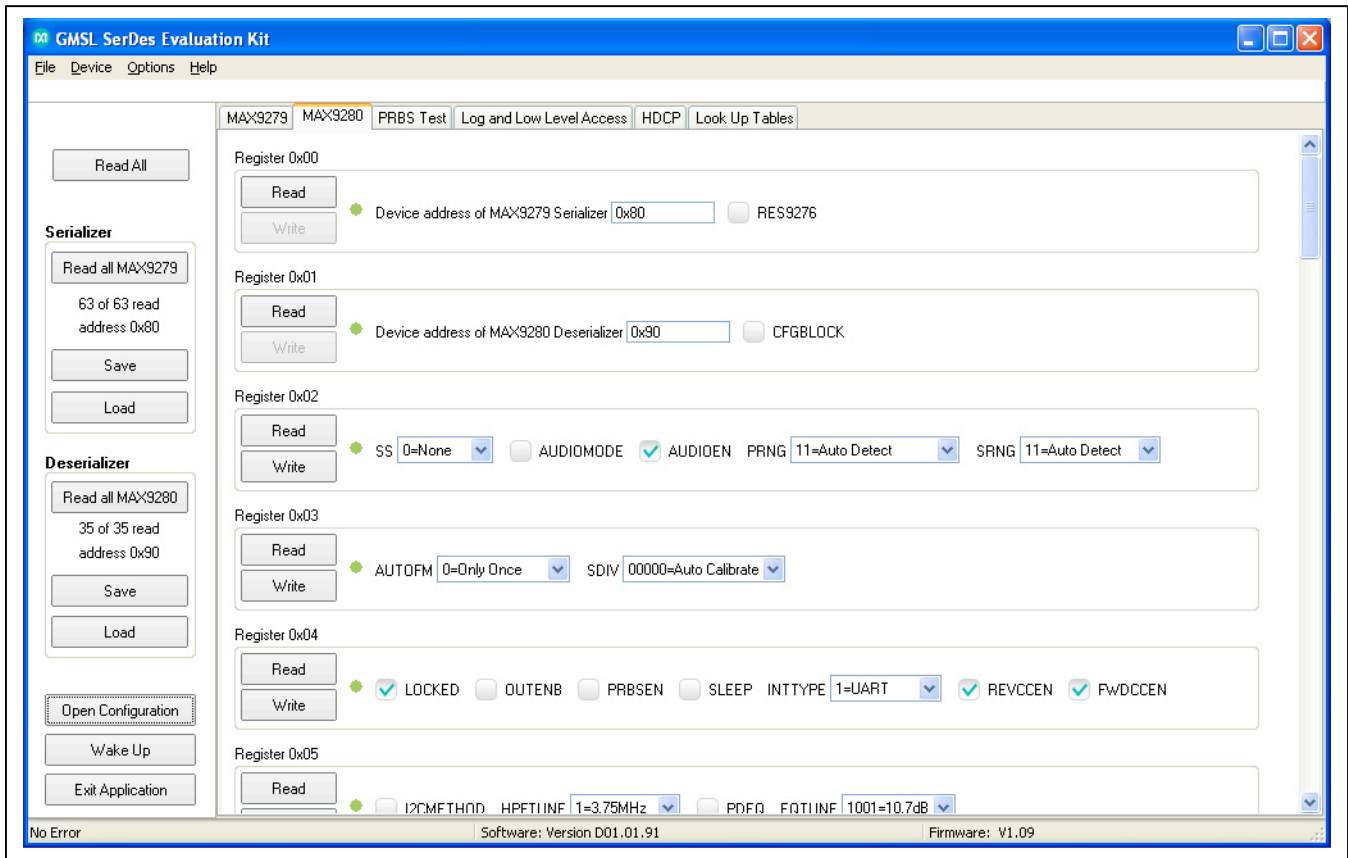 GMSL SerDes Evaluation Kit
File Device Options Help
MAX9279 MAX9280 PRBS Test Log and Low Level Access HDCP Look Up Tables
Read All
Serializer
Read all MAX9279
63 of 63 read
address 0x80
Save
Load
Deserializer
Read all MAX9280
35 of 35 read
address 0x90
Save
Load
Open Configuration
Wake Up
Exit Application
Register 0x00
Read
Write
Device address of MAX9279 Serializer 0x80 RES9276
Register 0x01
Read
Write
Device address of MAX9280 Deserializer 0x90 CFGBLOCK
Register 0x02
Read
Write
SS 0=None AUDIOMODE AUDIOEN PRNG 11=Auto Detect SRNG 11=Auto Detect
Register 0x03
Read
Write
AUTOFM 0=Only Once SDIV 00000=Auto Calibrate
Register 0x04
Read
Write
LOCKED OUTENB PRBSEN SLEEP INTTYPE 1=UART REVCCEN FWDCCEN
Register 0x05
Read
I2CMETHOD HPFTUNE 1=3.75MHz PDEQ EQTUNE 1001=10.7dB
No Error Software: Version D01.01.91 Firmware: V1.09